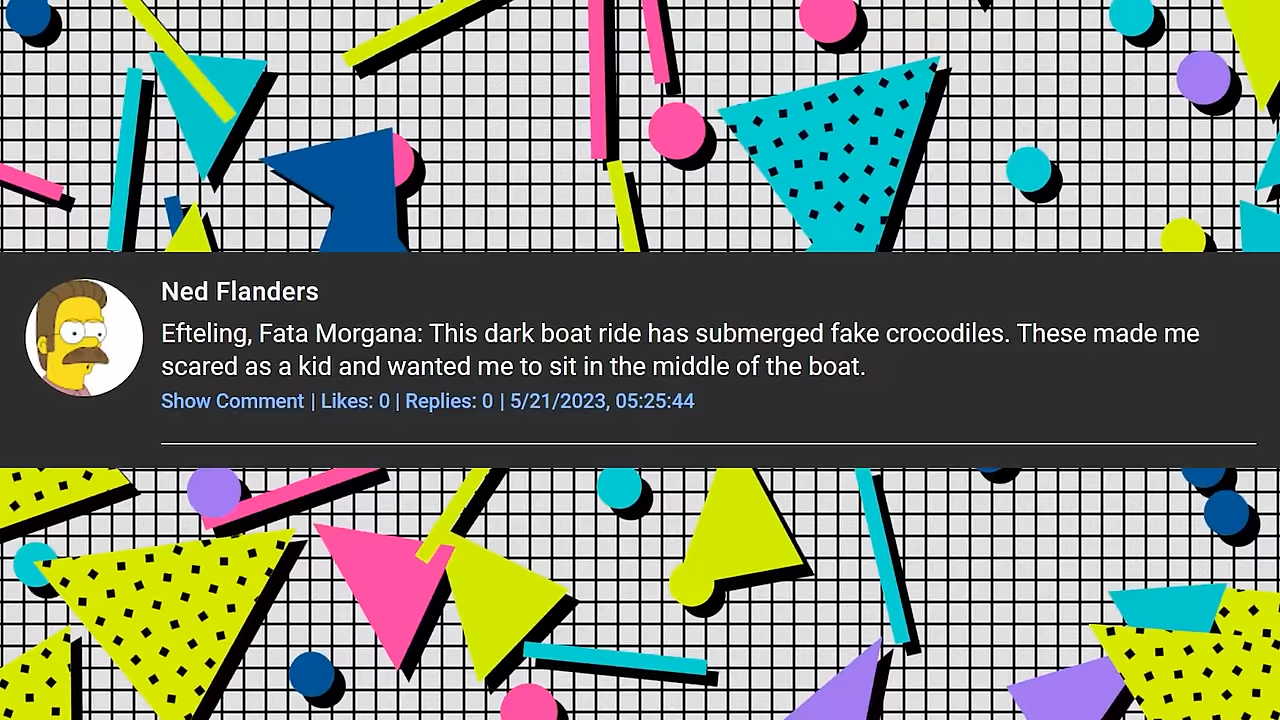 Ned Flanders
Efteling, Fata Morgana: This dark boat ride has submerged fake crocodiles. These made me
scared as a kid and wanted me to sit in the middle of the boat.
Show Comment | Likes: 0 | Replies: 0 | 5/21/2023, 05:25:44